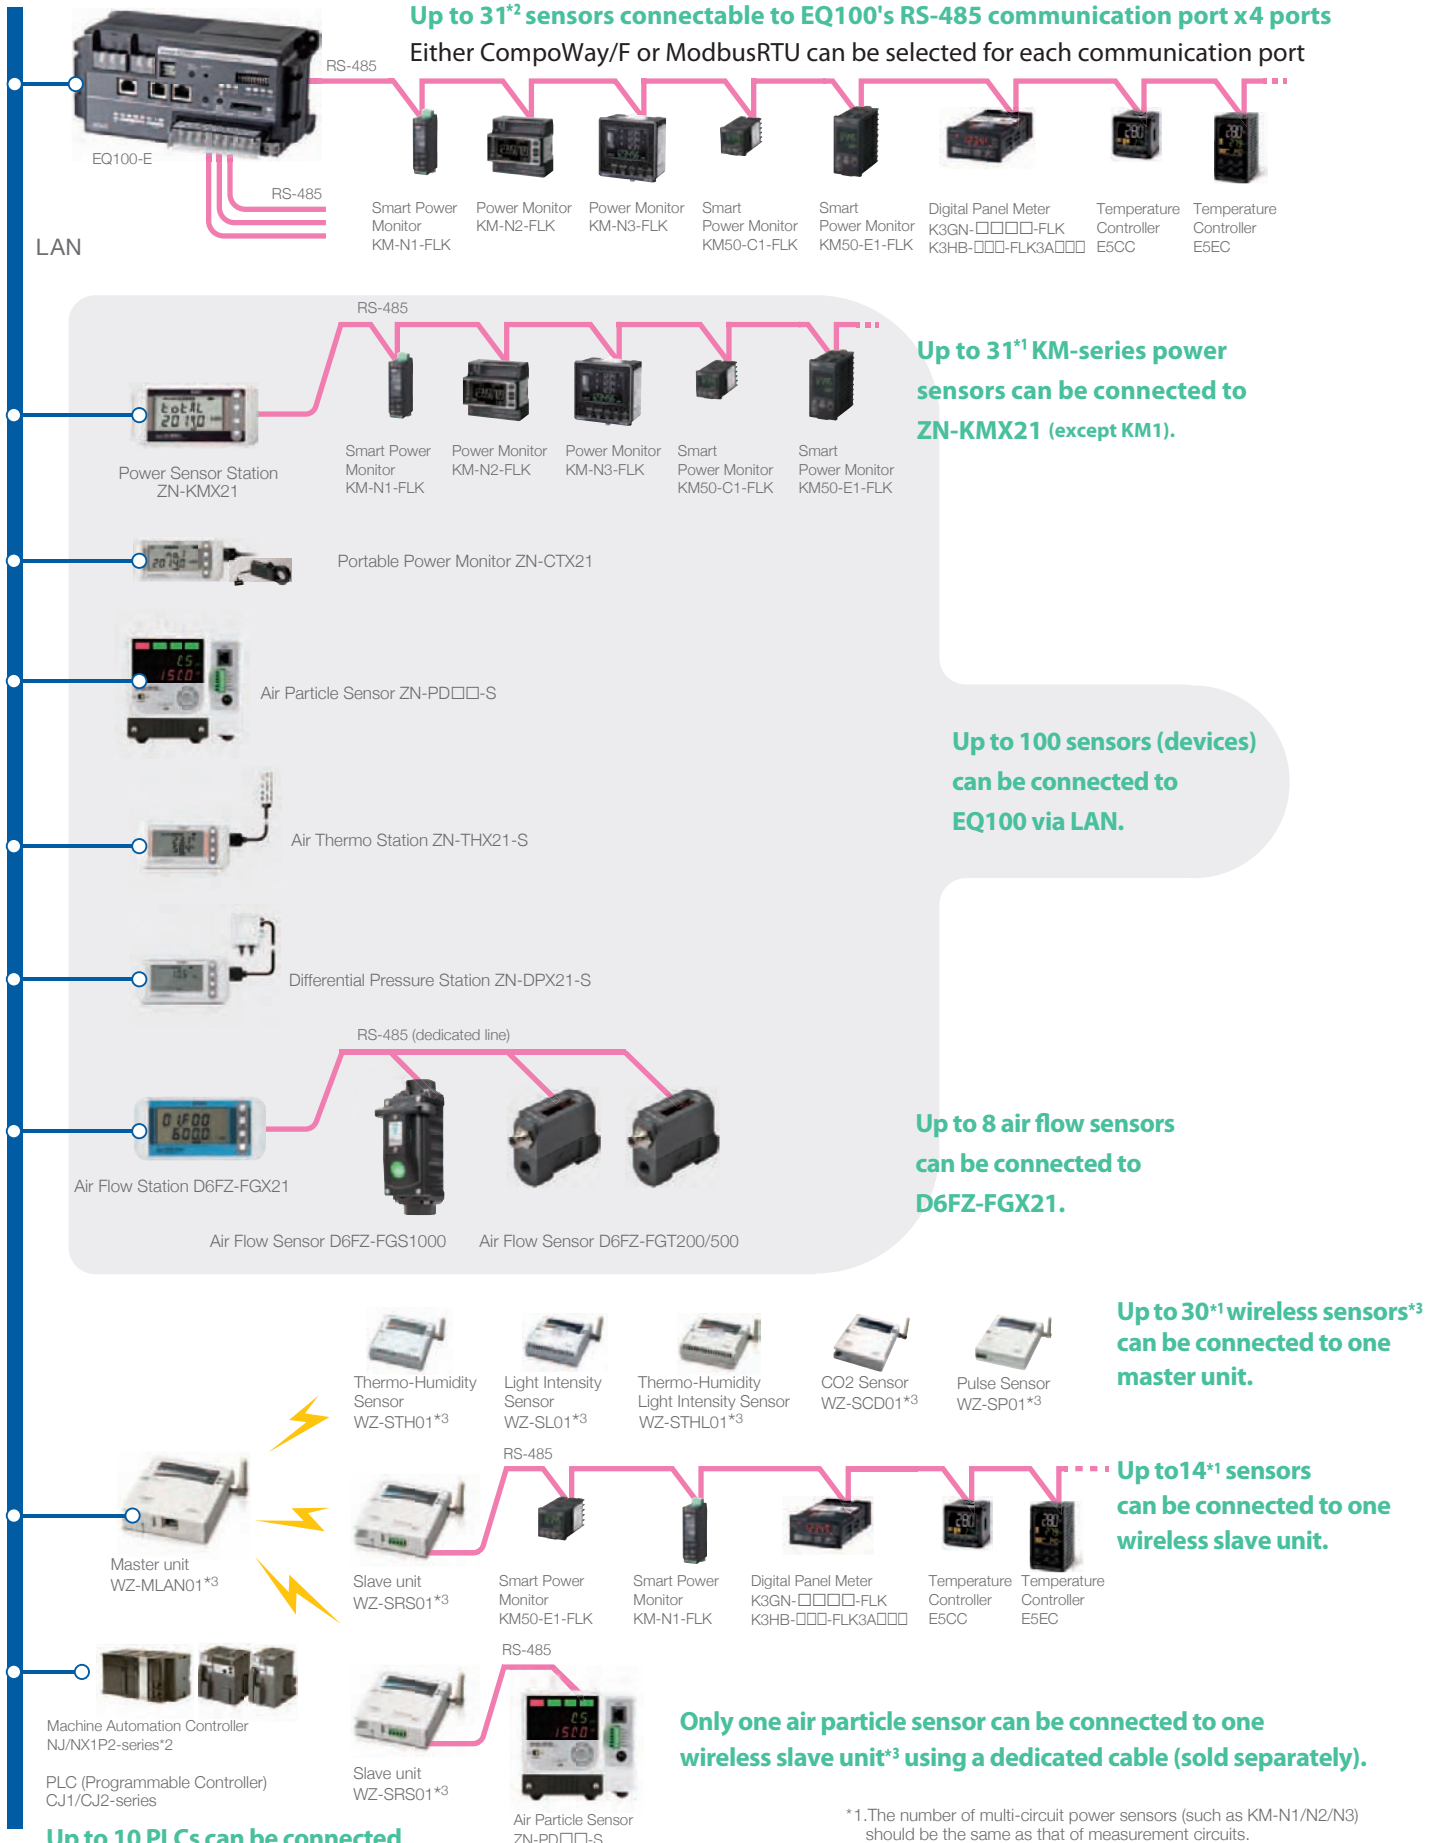 Up to 31*2 sensors connectable to EQ100's RS-485 communication port x4 ports
Either CompoWay/F or ModbusRTU can be selected for each communication port
RS-485
EQ100-E
RS-485
LAN
Smart Power
Monitor
KM-N1-FLK
Power Monitor
KM-N2-FLK
Power Monitor
KM-N3-FLK
Smart
Power Monitor
KM50-C1-FLK
Smart
Power Monitor
KM50-E1-FLK
Digital Panel Meter
K3GN-□□□□-FLK
K3HB-□□□-FLK3A□□□
Temperature
Controller
E5CC
Temperature
Controller
E5EC
RS-485
Up to 31*1 KM-series power
sensors can be connected to
ZN-KMX21 (except KM1).
Power Sensor Station
ZN-KMX21
Smart Power
Monitor
KM-N1-FLK
Power Monitor
KM-N2-FLK
Power Monitor
KM-N3-FLK
Smart
Power Monitor
KM50-C1-FLK
Smart
Power Monitor
KM50-E1-FLK
Portable Power Monitor ZN-CTX21
Air Particle Sensor ZN-PD□□-S
Up to 100 sensors (devices)
can be connected to
EQ100 via LAN.
Air Thermo Station ZN-THX21-S
Differential Pressure Station ZN-DPX21-S
RS-485 (dedicated line)
Air Flow Station D6FZ-FGX21
Air Flow Sensor D6FZ-FGS1000
Air Flow Sensor D6FZ-FGT200/500
Up to 8 air flow sensors
can be connected to
D6FZ-FGX21.
Up to 30*1 wireless sensors*3
can be connected to one
master unit.
Thermo-Humidity
Sensor
WZ-STH01*3
Light Intensity
Sensor
WZ-SL01*3
Thermo-Humidity
Light Intensity Sensor
WZ-STHL01*3
CO2 Sensor
WZ-SCD01*3
Pulse Sensor
WZ-SP01*3
RS-485
Up to14*1 sensors
can be connected to one
wireless slave unit.
Master unit
WZ-MLAN01*3
Slave unit
WZ-SRS01*3
Smart Power
Monitor
KM50-E1-FLK
Smart Power
Monitor
KM-N1-FLK
Digital Panel Meter
K3GN-□□□□-FLK
K3HB-□□□-FLK3A□□□
Temperature
Controller
E5CC
Temperature
Controller
E5EC
RS-485
Machine Automation Controller
NJ/NX1P2-series*2
PLC (Programmable Controller)
CJ1/CJ2-series
Up to 10 PLCs can be connected
Slave unit
WZ-SRS01*3
Air Particle Sensor
ZN-PD□□-S
Only one air particle sensor can be connected to one
wireless slave unit*3 using a dedicated cable (sold separately).
*1.The number of multi-circuit power sensors (such as KM-N1/N2/N3)
should be the same as that of measurement circuits.